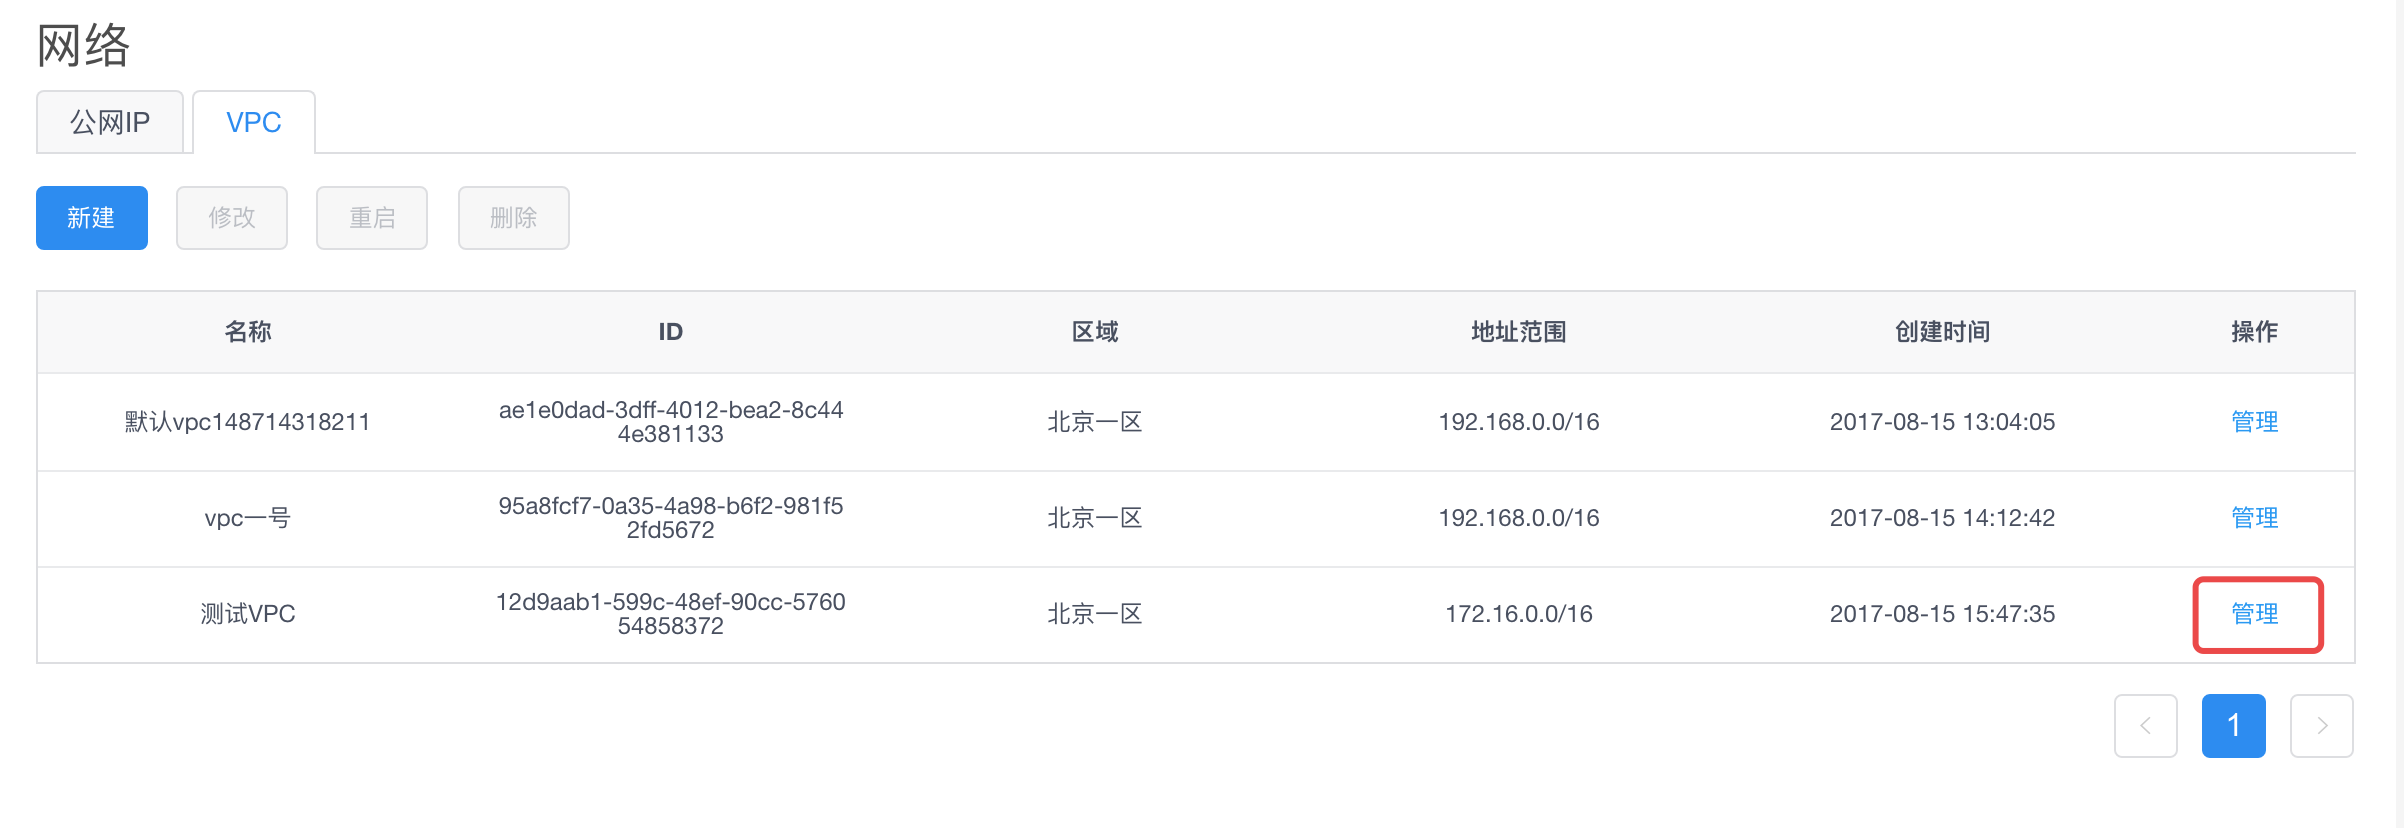 网络
公网IP VPC
新建 修改 重启 删除
名称 ID 区域 地址范围 创建时间 操作
默认vpc148714318211 ae1e0dad-3dff-4012-bea2-8c44 北京一区 192.168.0.0/16 2017-08-15 13:04:05 管理
4e381133
vpc一号 95a8fcf7-0a35-4a98-b6f2-981f5 北京一区 192.168.0.0/16 2017-08-15 14:12:42 管理
2fd5672
测试VPC 12d9aab1-599c-48ef-90cc-5760 北京一区 172.16.0.0/16 2017-08-15 15:47:35 管理
54858372
1